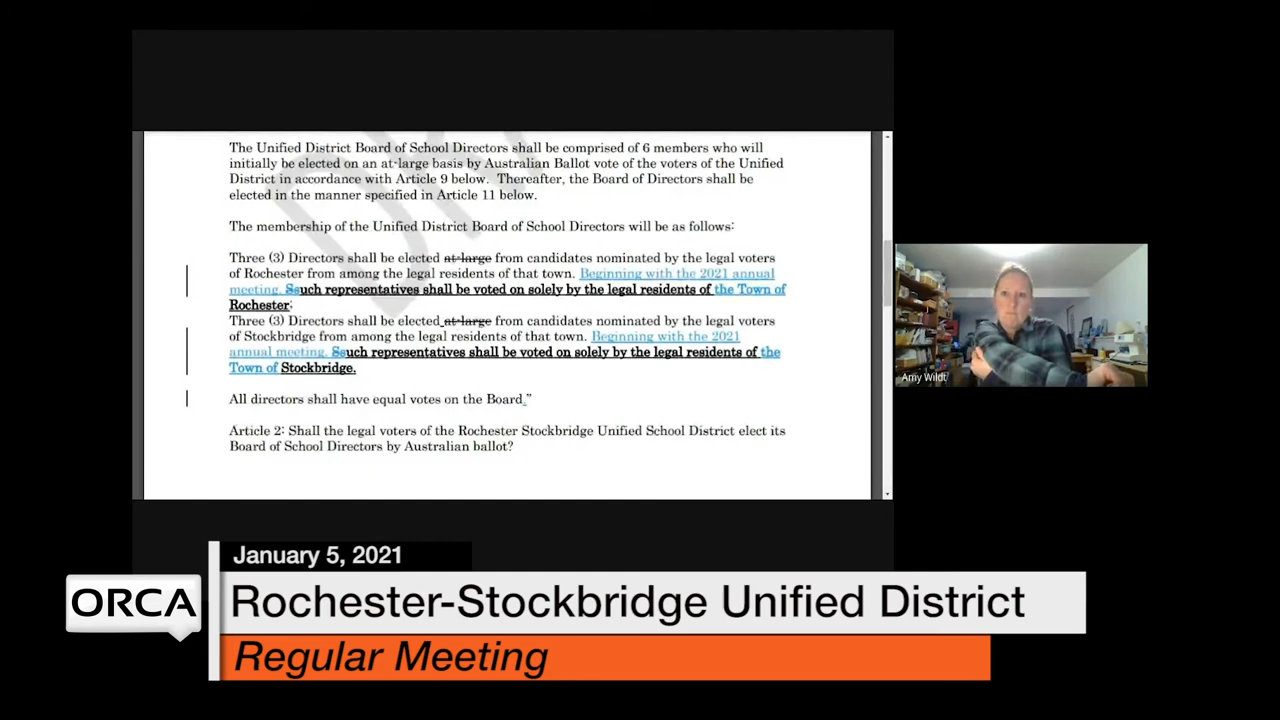 The Unified District Board of School Directors shall be comprised of 6 members who will
initially be elected on an at-large basis by Australian Ballot vote of the voters of the Unified
District in accordance with Article 9 below. Thereafter, the Board of Directors shall be
elected in the manner specified in Article 11 below.
The membership of the Unified District Board of School Directors will be as follows:
Three (3) Directors shall be elected at-large from candidates nominated by the legal voters
of Rochester from among the legal residents of that town. Beginning with the 2021 annual
meeting. Ssuch representatives shall be voted on solely by the legal residents of the Town of
Rochester;
Three (3) Directors shall be elected at-large from candidates nominated by the legal voters
of Stockbridge from among the legal residents of that town. Beginning with the 2021
annual meeting. Ssuch representatives shall be voted on solely by the legal residents of the
Town of Stockbridge.
All directors shall have equal votes on the Board."
Article 2: Shall the legal voters of the Rochester Stockbridge Unified School District elect its
Board of School Directors by Australian ballot?
Amy Wildt
January 5, 2021
ORCA
Rochester-Stockbridge Unified District
Regular Meeting